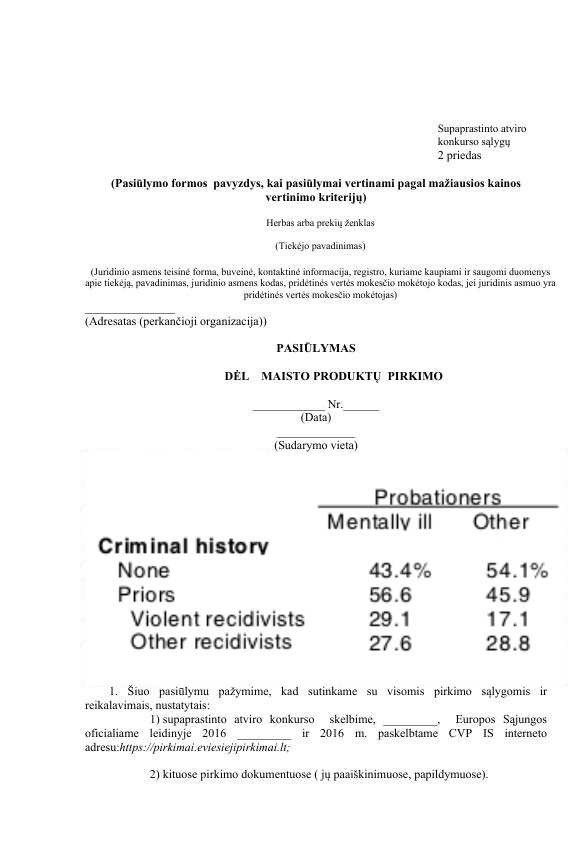 Supaprastinto atviro
konkurso sąlygų
2 priedas
(Pasiūlymo formos pavyzdys, kai pasiūlymai vertinami pagal mažiausios kainos
vertinimo kriterijų)
Herbas arba prekių ženklas
(Tiekėjo pavadinimas)
(Juridinio asmens teisinė forma, buveinė, kontaktinė informacija, registro, kuriame kaupiami ir saugomi duomenys
apie tiekėją, pavadinimas, juridinio asmens kodas, pridėtinės vertės mokesčio mokėtojo kodas, jei juridinis asmuo yra
pridėtinės vertės mokesčio mokėtojas)
_______________
(Adresatas (perkančioji organizacija))
PASIŪLYMAS
DĖL MAISTO PRODUKTŲ PIRKIMO
____________ Nr.______
(Data)
_____________
(Sudarymo vieta)
Probationers
Mentally ill Other
Criminal history
None 43.4% 54.1%
Priors 56.6 45.9
Violent recidivists 29.1 17.1
Other recidivists 27.6 28.8
1. Šiuo pasiūlymu pažymime, kad sutinkame su visomis pirkimo sąlygomis ir
reikalavimais, nustatytais:
1) supaprastinto atviro konkurso skelbime, _________, Europos Sąjungos
oficialiame leidinyje 2016 _________ ir 2016 m. paskelbtame CVP IS interneto
adresu:https://pirkimai.eviesiejipirkimai.lt;
2) kituose pirkimo dokumentuose ( jų paaiškinimuose, papildymuose).